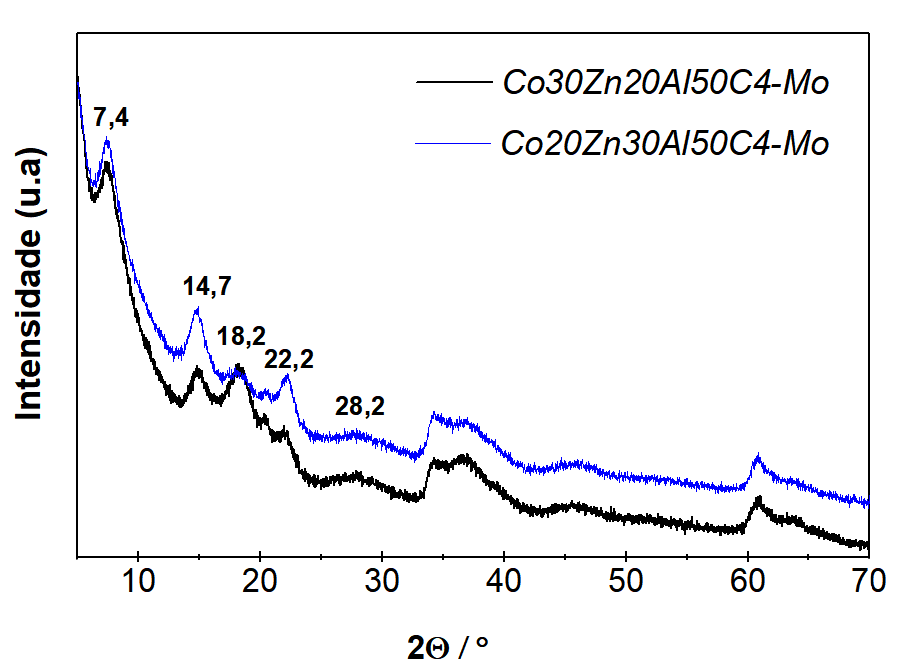 Co30Zn20Al50C4-Mo
Co20Zn30Al50C4-Mo
7,4
14,7
18,2
22,2
28,2
Intensidade (u.a)
10 20 30 40 50 60 70
2Θ / °